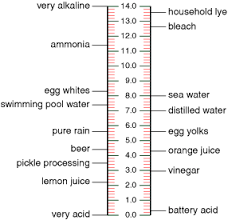 very alkaline 14.0
household lye
13.0
bleach
12.0
ammonia
11.0
10.0
9.0
egg whites
8.0 sea water
swimming pool water
7.0 distilled water
6.0
pure rain egg yolks
5.0
beer
orange juice
4.0
pickle processing
3.0 vinegar
lemon juice
2.0
1.0
battery acid
very acid 0.0